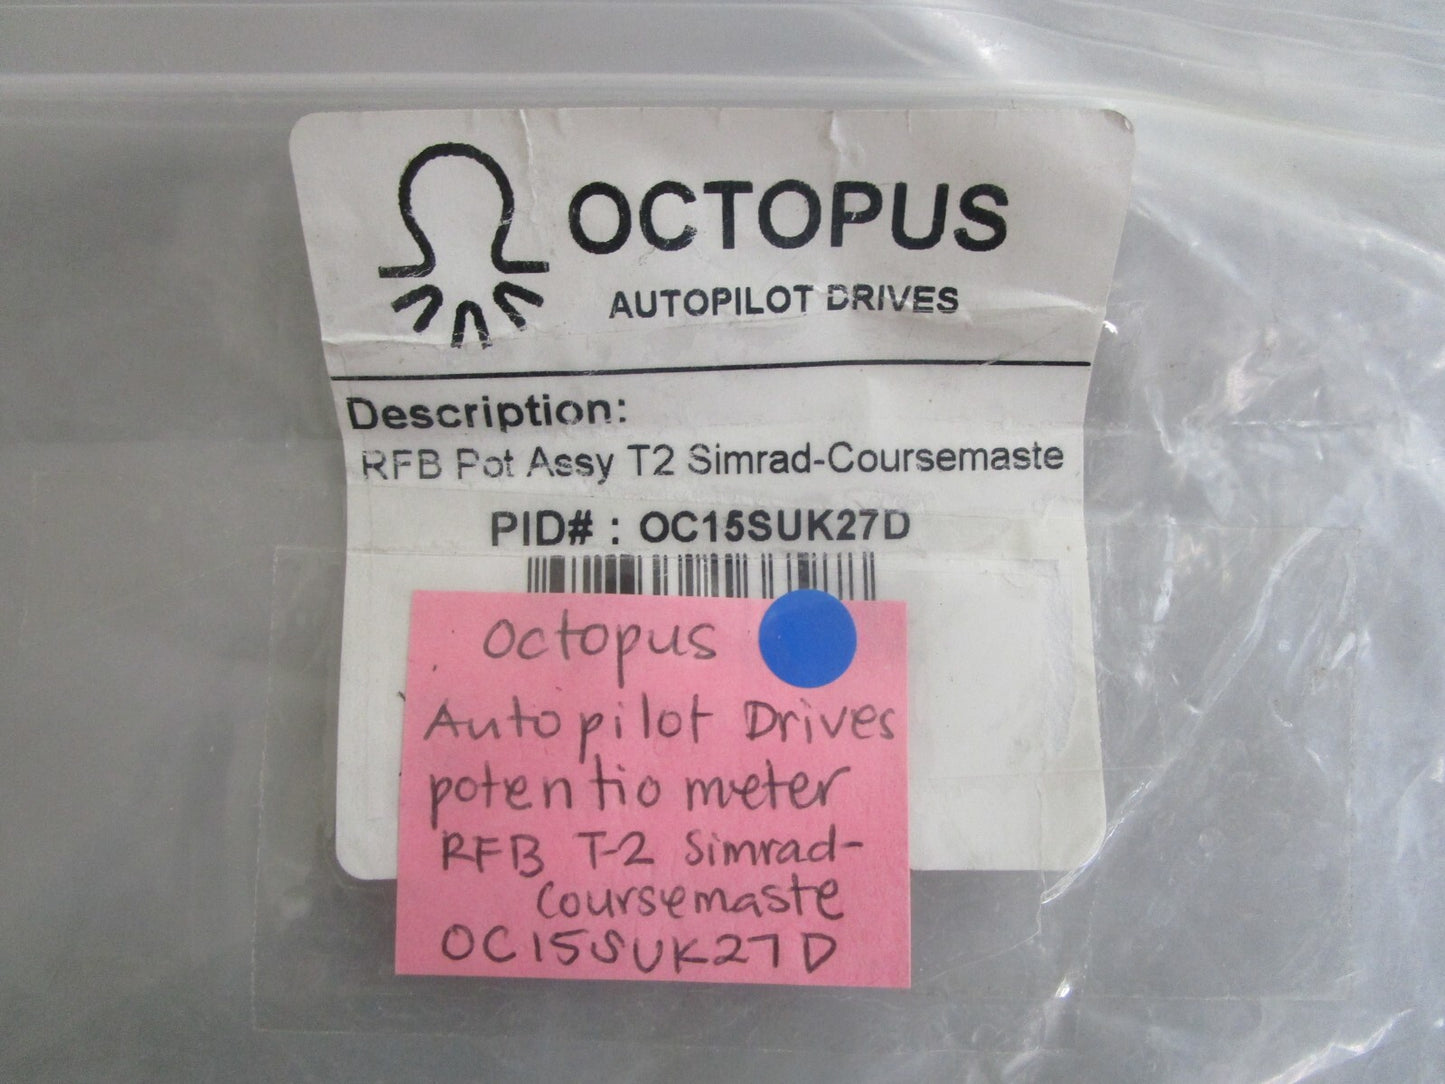 OCTOPUS
AUTOPILOT DRIVES
Description:
RFB Pot Assy T2 Simrad-Coursemaste
PID# : OC15SUK27D
Octopus
Autopilot Drives
potentiometer
RFB T-2 Simrad-
Coursemaste
OC15SUK27D